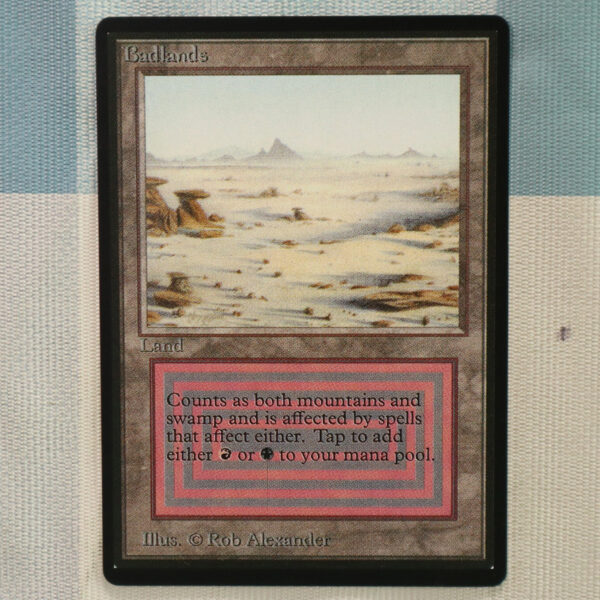 Badlands
Land
Counts as both mountains and
swamp and is affected by spells
that affect either. Tap to add
either or to your mana pool.
Illus. © Rob Alexander